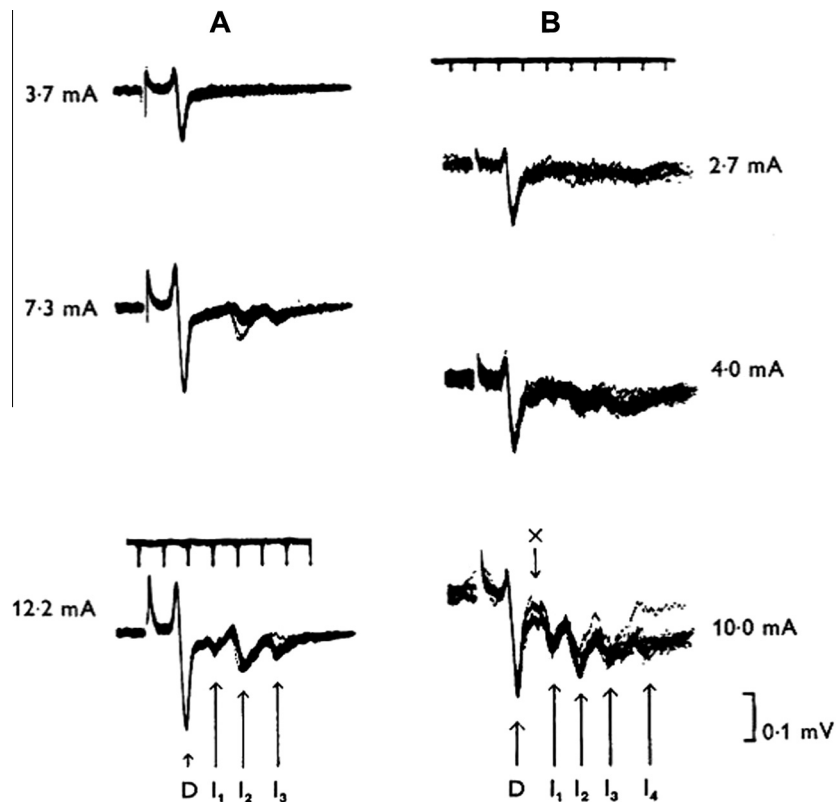 A
B
3·7 mA
2·7 mA
7·3 mA
4·0 mA
×
12·2 mA
10·0 mA
0·1 mV
D I₁ I₂ I₃
D I₁ I₂ I₃ I₄